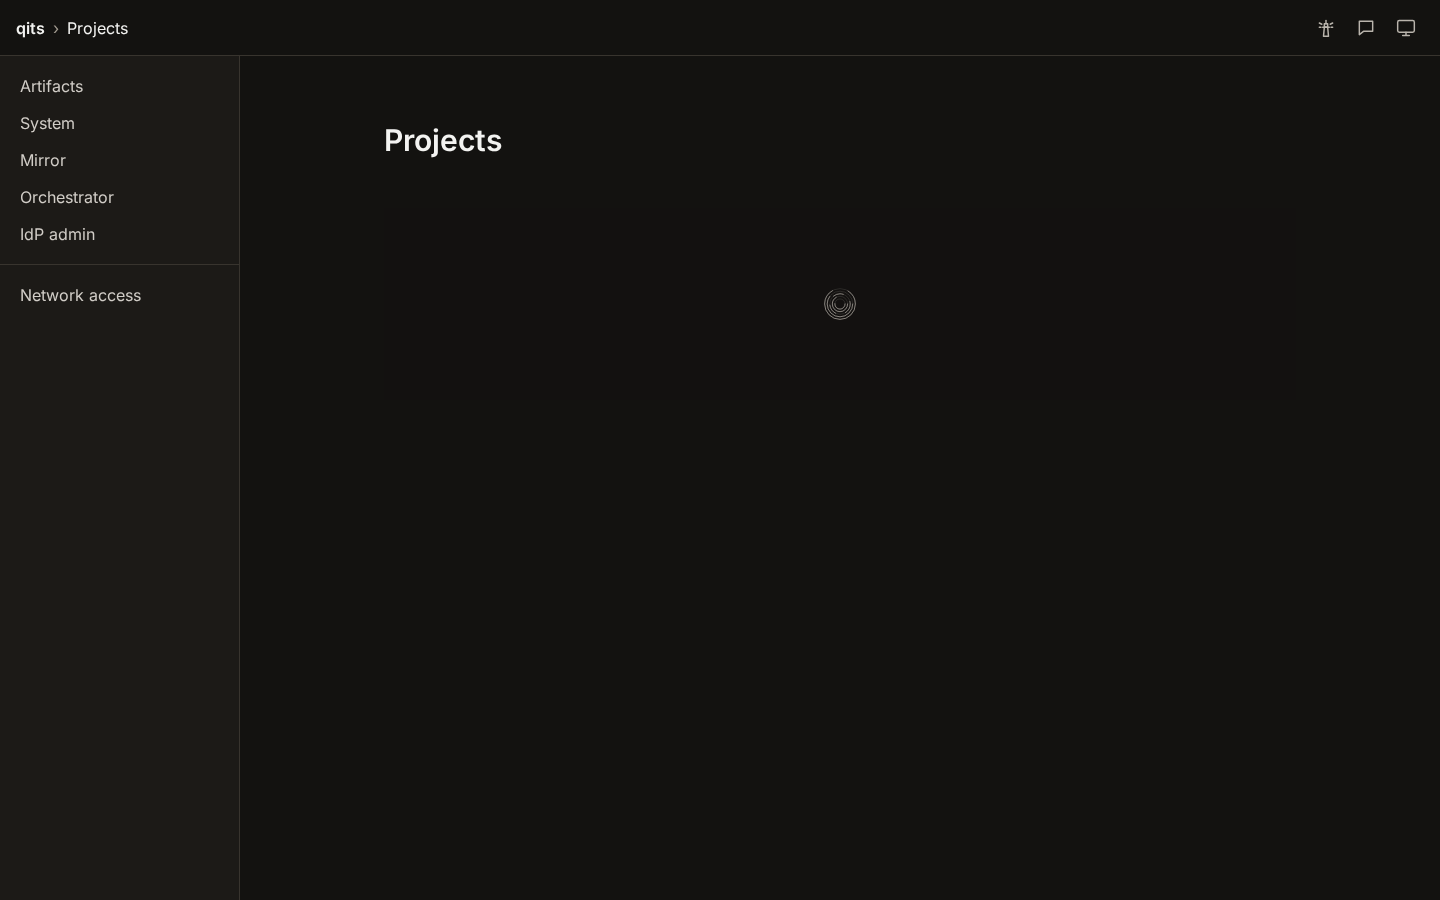 qits › Projects
Artifacts
System
Mirror
Orchestrator
IdP admin
Network access
Projects